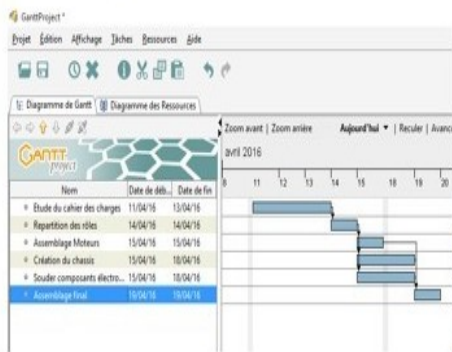 GanttProject *
Projet Édition Affichage Tâches Ressources Aide
Diagramme de Gantt Diagramme des Ressources
Zoom avant | Zoom arrière Aujourd'hui | Reculer | Avanc
GANTT project
avril 2016
Nom Date de déb... Date de fin
8 11 12 13 14 15 18 19 20
Etude du cahier des charges 11/04/16 13/04/16
Repartition des rôles 14/04/16 14/04/16
Assemblage Moteurs 15/04/16 15/04/16
Création du chassis 15/04/16 18/04/16
Souder composants électro... 15/04/16 18/04/16
Assemblage final 19/04/16 19/04/16